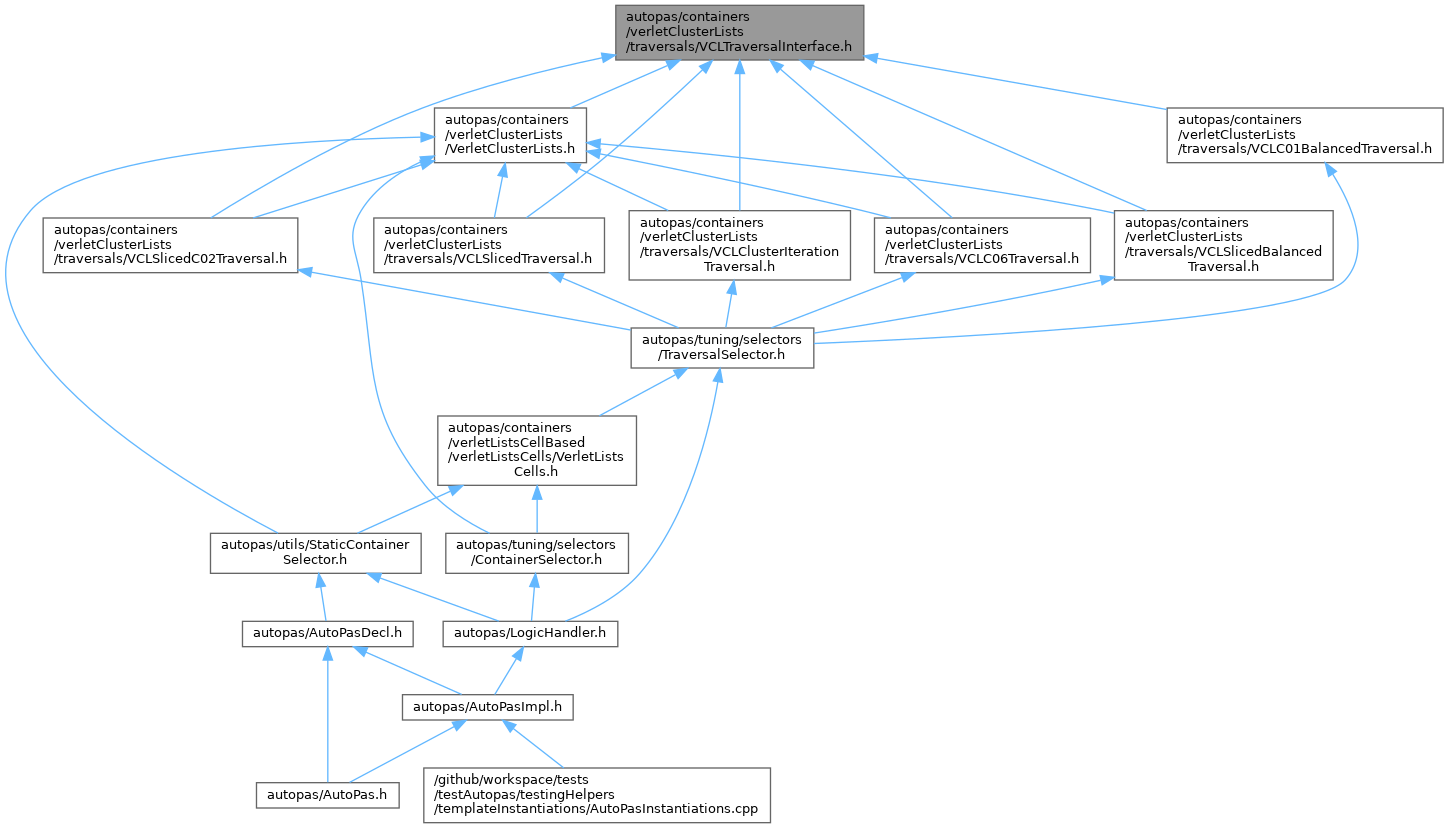 autopas/containers
/verletClusterLists
/traversals/VCLTraversalInterface.h
autopas/containers
/verletClusterLists
/VerletClusterLists.h
autopas/containers
/verletClusterLists
/traversals/VCLC01BalancedTraversal.h
autopas/containers
/verletClusterLists
/traversals/VCLSlicedC02Traversal.h
autopas/containers
/verletClusterLists
/traversals/VCLSlicedTraversal.h
autopas/containers
/verletClusterLists
/traversals/VCLClusterIteration
Traversal.h
autopas/containers
/verletClusterLists
/traversals/VCLC06Traversal.h
autopas/containers
/verletClusterLists
/traversals/VCLSlicedBalanced
Traversal.h
autopas/tuning/selectors
/TraversalSelector.h
autopas/containers
/verletListsCellBased
/verletListsCells/VerletLists
Cells.h
autopas/utils/StaticContainer
Selector.h
autopas/tuning/selectors
/ContainerSelector.h
autopas/AutoPasDecl.h
autopas/LogicHandler.h
autopas/AutoPasImpl.h
autopas/AutoPas.h
/github/workspace/tests
/testAutopas/testingHelpers
/templateInstantiations/AutoPasInstantiations.cpp